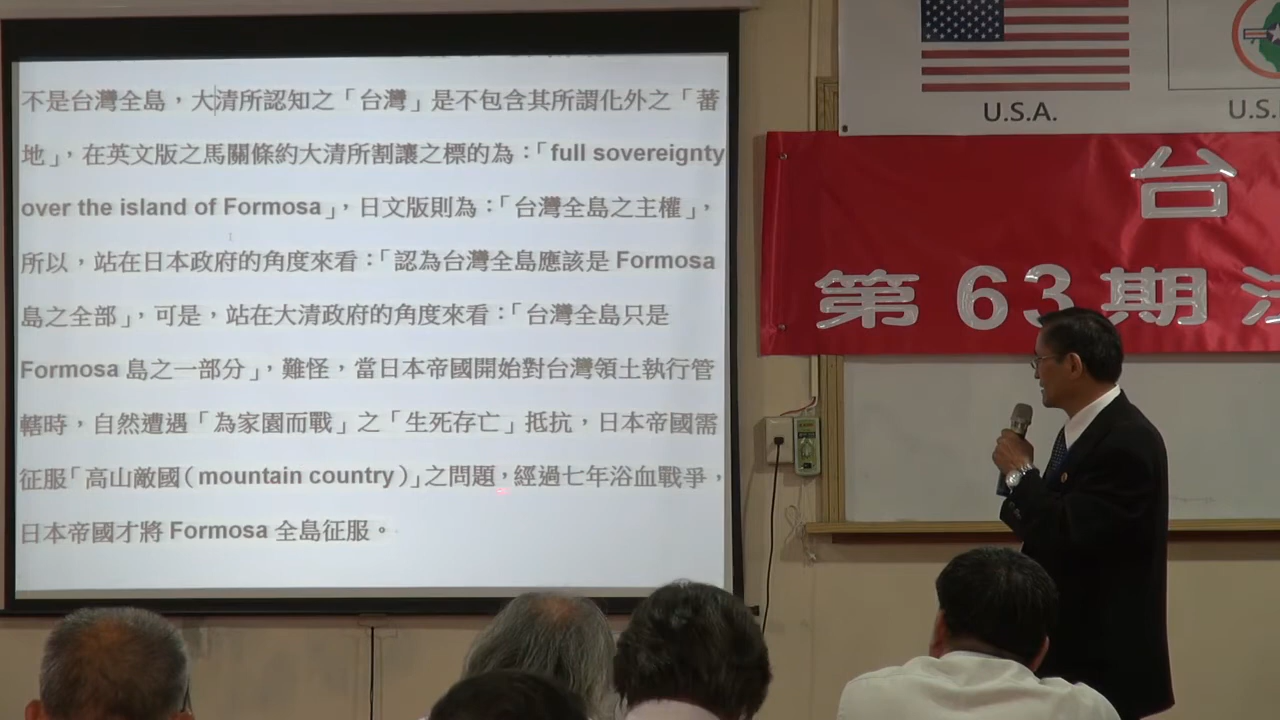 不是台灣全島，大清所認知之「台灣」是不包含其所謂化外之「蕃
地」，在英文版之馬關條約大清所割讓之標的為：「full sovereignty
over the island of Formosa」，日文版則為：「台灣全島之主權」，
所以，站在日本政府的角度來看：「認為台灣全島應該是 Formosa
島之全部」，可是，站在大清政府的角度來看：「台灣全島只是
Formosa 島之一部分」，難怪，當日本帝國開始對台灣領土執行管
轄時，自然遭遇「為家園而戰」之「生死存亡」抵抗，日本帝國需
征服「高山敵國（mountain country）」之問題，經過七年浴血戰爭，
日本帝國才將 Formosa 全島征服。
U.S.A.
U.S.
台
第63期